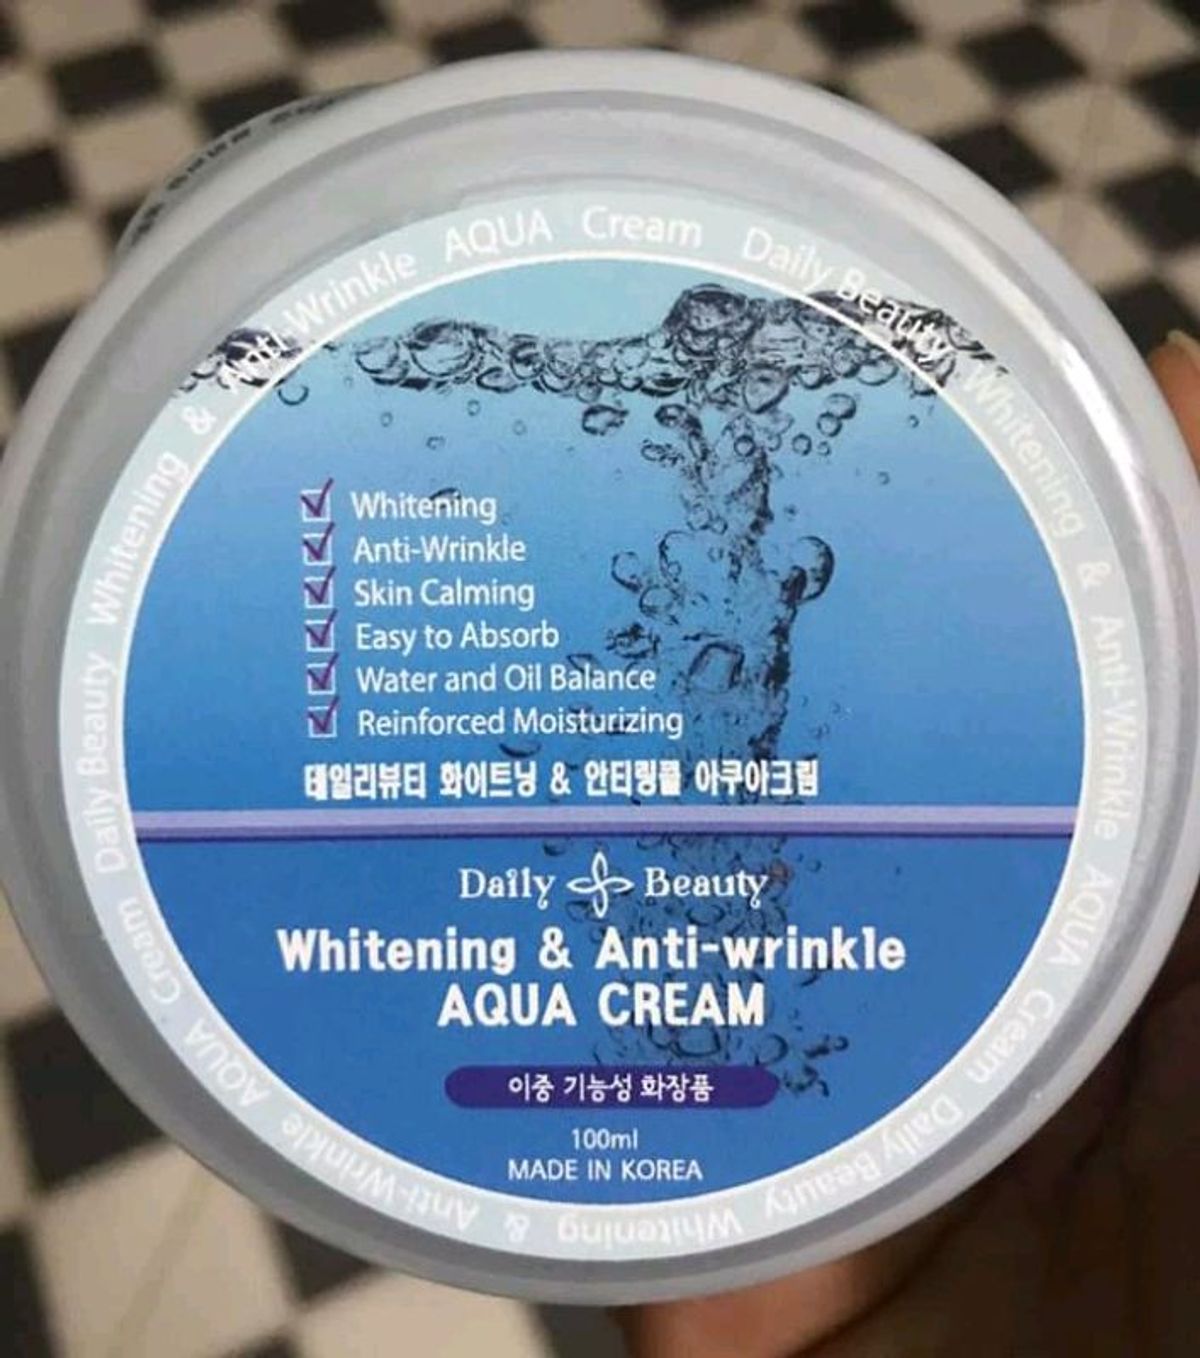 Daily Beauty Whitening & Anti-Wrinkle AQUA Cream Daily Beauty Whitening & Anti-Wrinkle AQUA Cream Daily Beauty Whitening & Anti-Wrinkle AQUA Cream
Whitening
Anti-Wrinkle
Skin Calming
Easy to Absorb
Water and Oil Balance
Reinforced Moisturizing
데일리뷰티 화이트닝 & 안티링클 아쿠아크림
Daily Beauty
Whitening & Anti-wrinkle
AQUA CREAM
이중 기능성 화장품
100ml
MADE IN KOREA